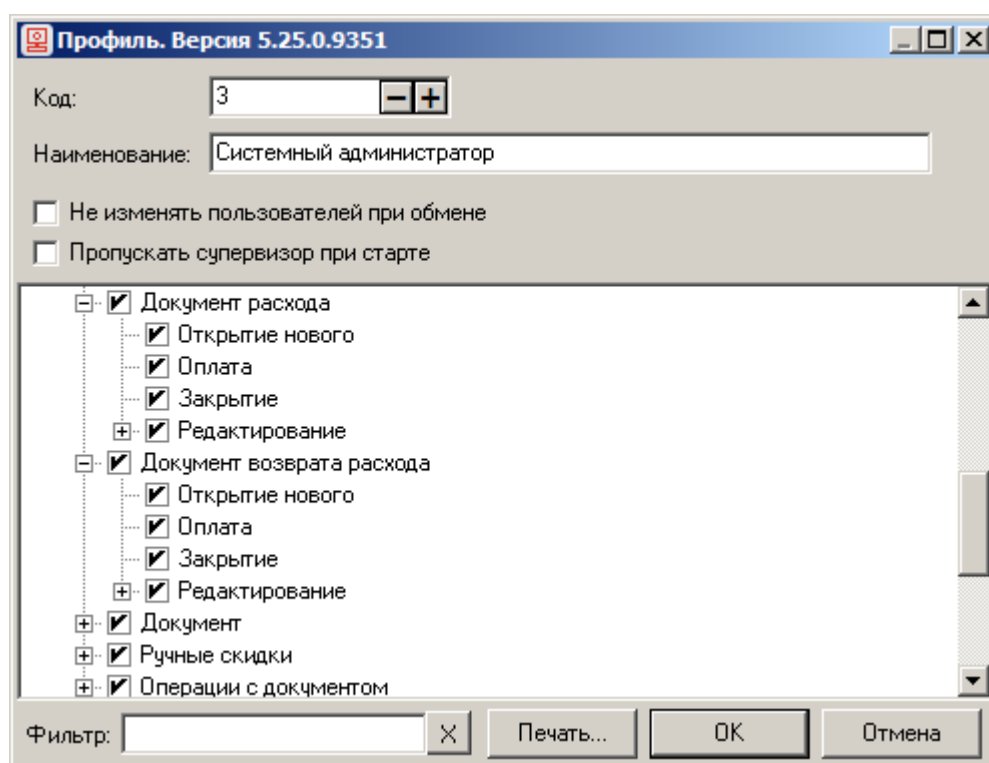 Профиль. Версия 5.25.0.9351
Код: 3
Наименование: Системный администратор
Не изменять пользователей при обмене
Пропускать супервизор при старте
Документ расхода
Открытие нового
Оплата
Закрытие
Редактирование
Документ возврата расхода
Открытие нового
Оплата
Закрытие
Редактирование
Документ
Ручные скидки
Операции с документом
Фильтр: X Печать... ОК Отмена